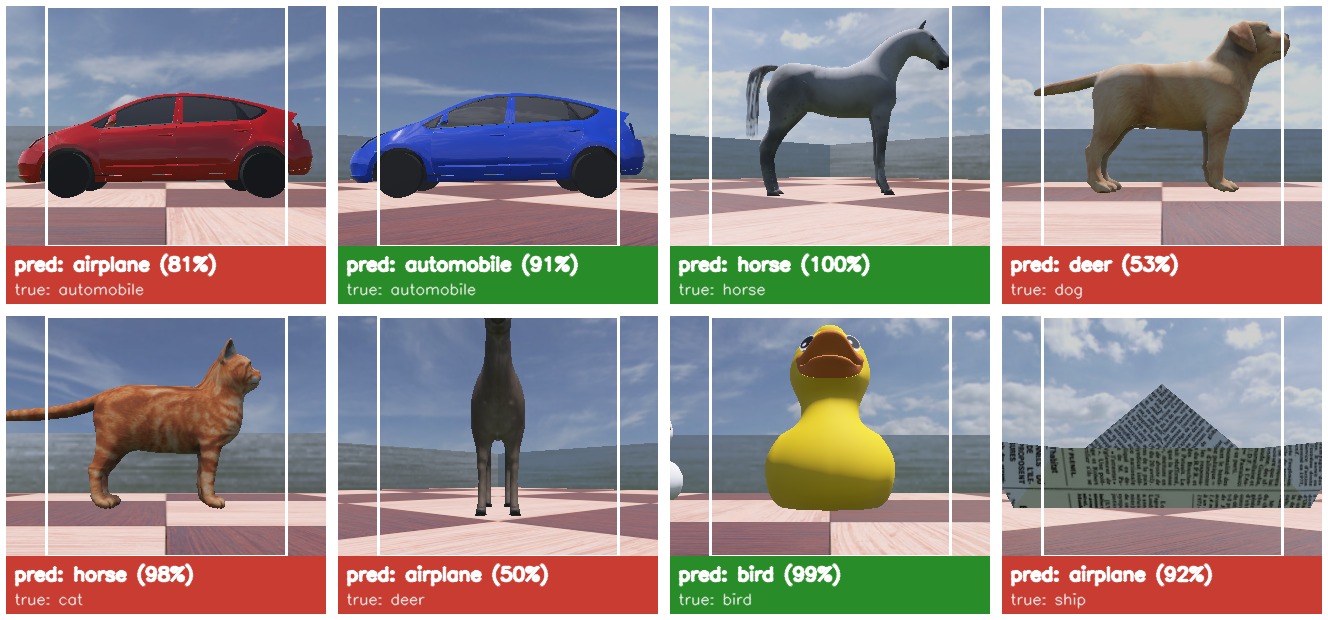 pred: airplane (81%)
true: automobile
pred: automobile (91%)
true: automobile
pred: horse (100%)
true: horse
pred: deer (53%)
true: dog
pred: horse (98%)
true: cat
pred: airplane (50%)
true: deer
pred: bird (99%)
true: bird
pred: airplane (92%)
true: ship